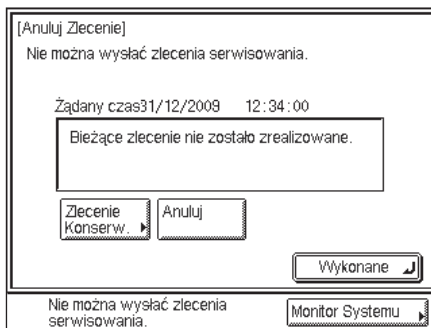 [Anuluj Zlecenie]
Nie można wysłać zlecenia serwisowania.
Żądany czas31/12/2009 12:34:00
Bieżące zlecenie nie zostało zrealizowane.
Zlecenie
Konserw.
Anuluj
Wykonane
Nie można wysłać zlecenia
serwisowania.
Monitor Systemu